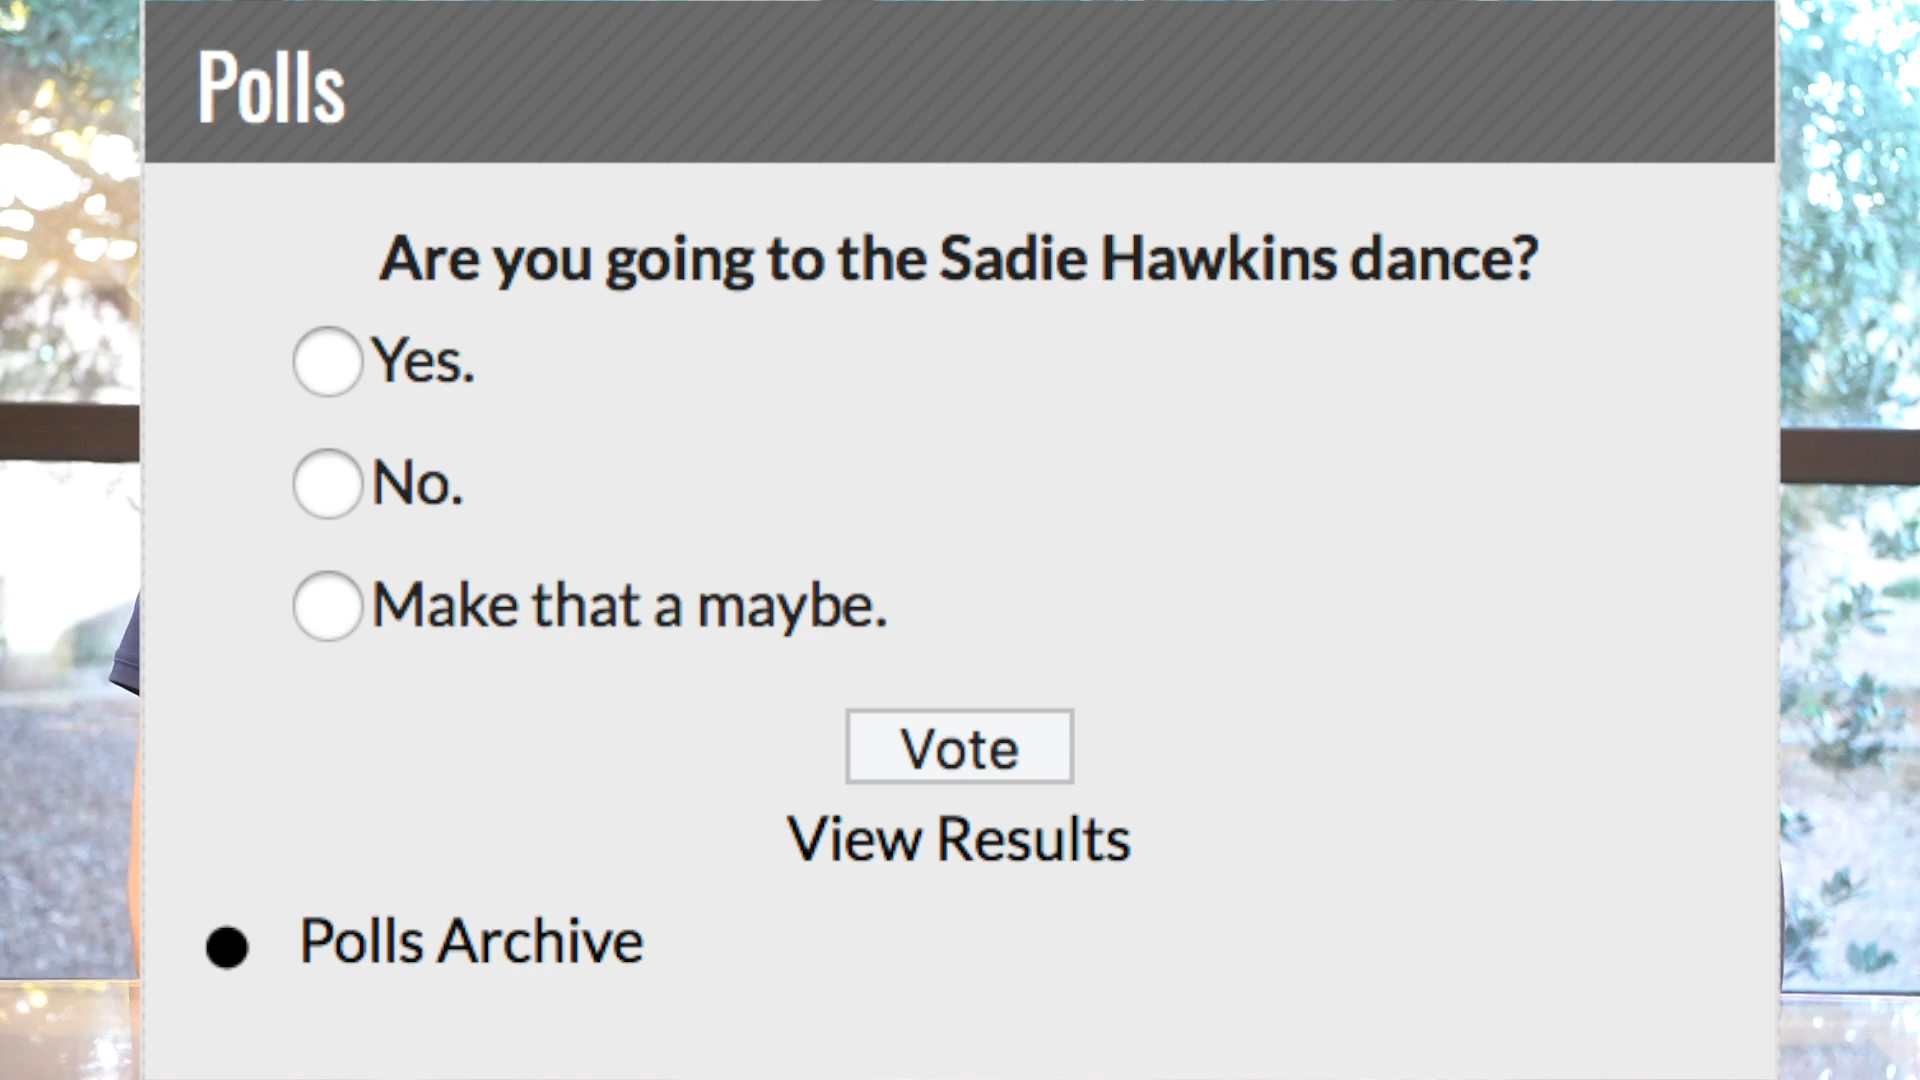 Polls
Are you going to the Sadie Hawkins dance?
Yes.
No.
Make that a maybe.
Vote
View Results
Polls Archive